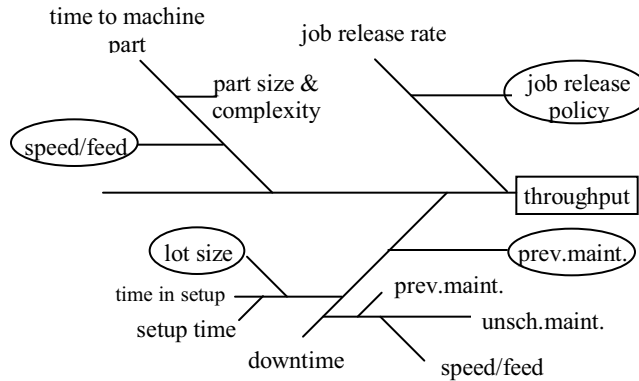 time to machine
part
job release rate
part size &
complexity
job release
policy
speed/feed
throughput
lot size
prev.maint.
time in setup
prev.maint.
setup time
unsch.maint.
downtime
speed/feed